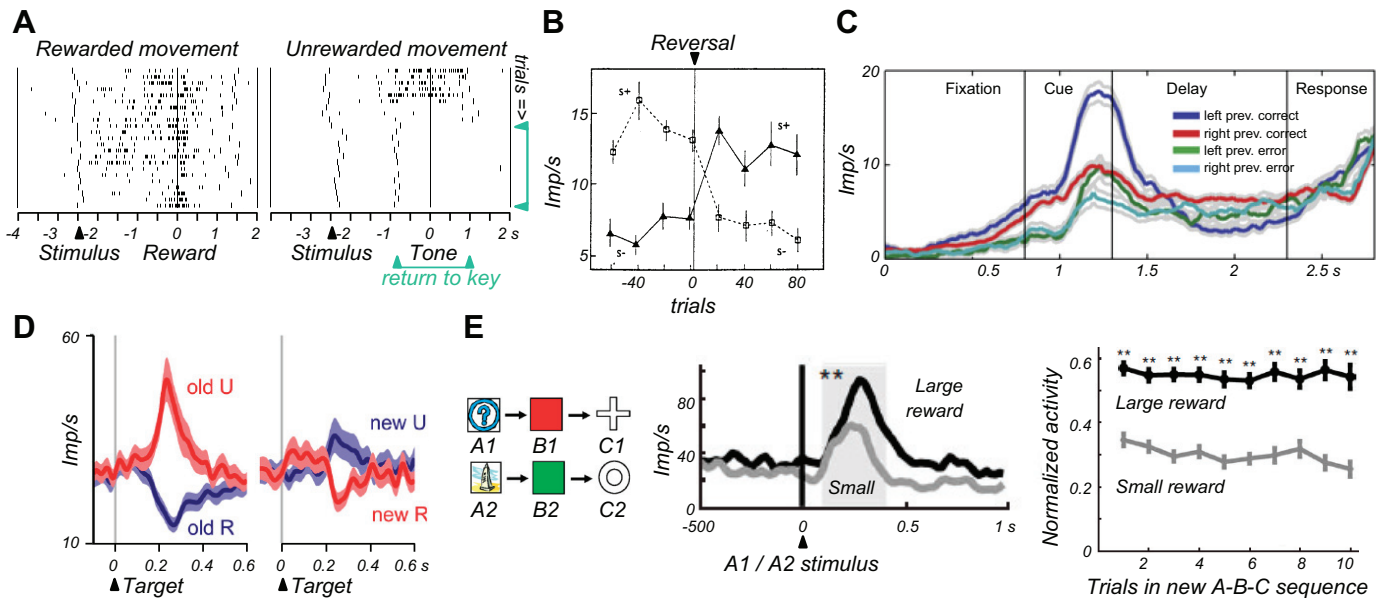 A
Rewarded movement
Unrewarded movement
trials =>
-4 -3 -2 -1 0 1 2
-3 -2 -1 0 1 2 s
Stimulus Reward
Stimulus Tone
return to key
B
Reversal
s+
s+
s-
s-
15
10
5
Imp/s
-40 0 40 80
trials
C
20
10
0
Imp/s
Fixation Cue Delay Response
left prev. correct
right prev. correct
left prev. error
right prev. error
0 0.5 1 1.5 2 2.5 s
D
60
10
Imp/s
old U
old R
new U
new R
0 0.2 0.4 0.6
0 0.2 0.4 0.6 s
Target
Target
E
?
A1 B1 C1
A2 B2 C2
80
40
0
Imp/s
**
Large
reward
Small
-500 0 0.5 1 s
A1 / A2 stimulus
Normalized activity
0.6
0.4
0.2
0
** ** ** ** ** ** ** ** ** **
Large reward
Small reward
2 4 6 8 10
Trials in new A-B-C sequence